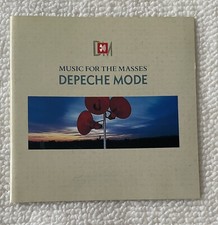 MUSIC FOR THE MASSES
DEPECHE MODE